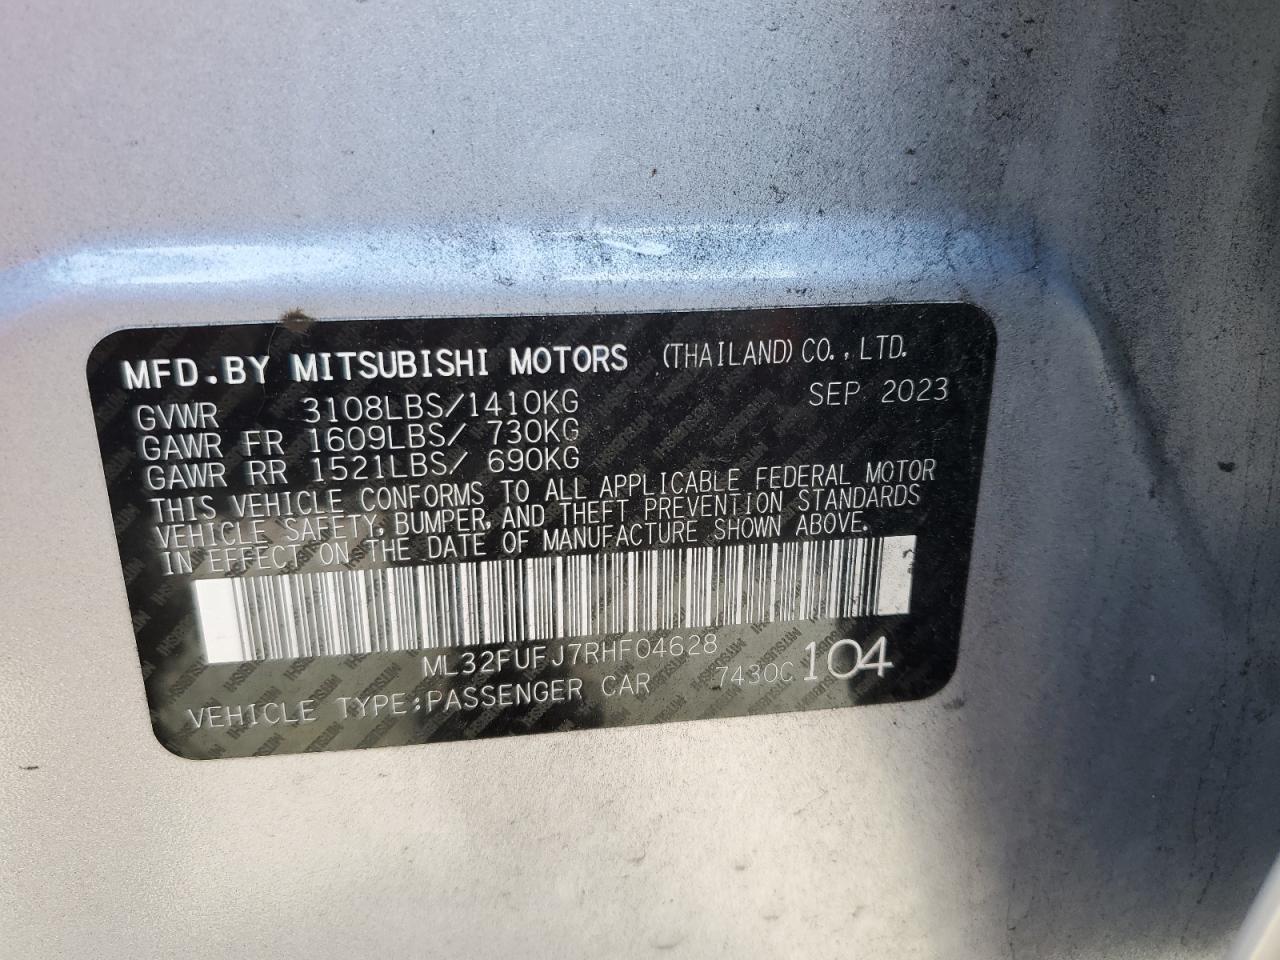 MFD.BY MITSUBISHI MOTORS (THAILAND)CO.,LTD.
GVWR 3108LBS/1410KG SEP 2023
GAWR FR 1609LBS/ 730KG
GAWR RR 1521LBS/ 690KG
THIS VEHICLE CONFORMS TO ALL APPLICABLE FEDERAL MOTOR
VEHICLE SAFETY, BUMPER, AND THEFT PREVENTION STANDARDS
IN EFFECT ON THE DATE OF MANUFACTURE SHOWN ABOVE.
ML32FUFJ7RHF04628
VEHICLE TYPE:PASSENGER CAR 7430C 104